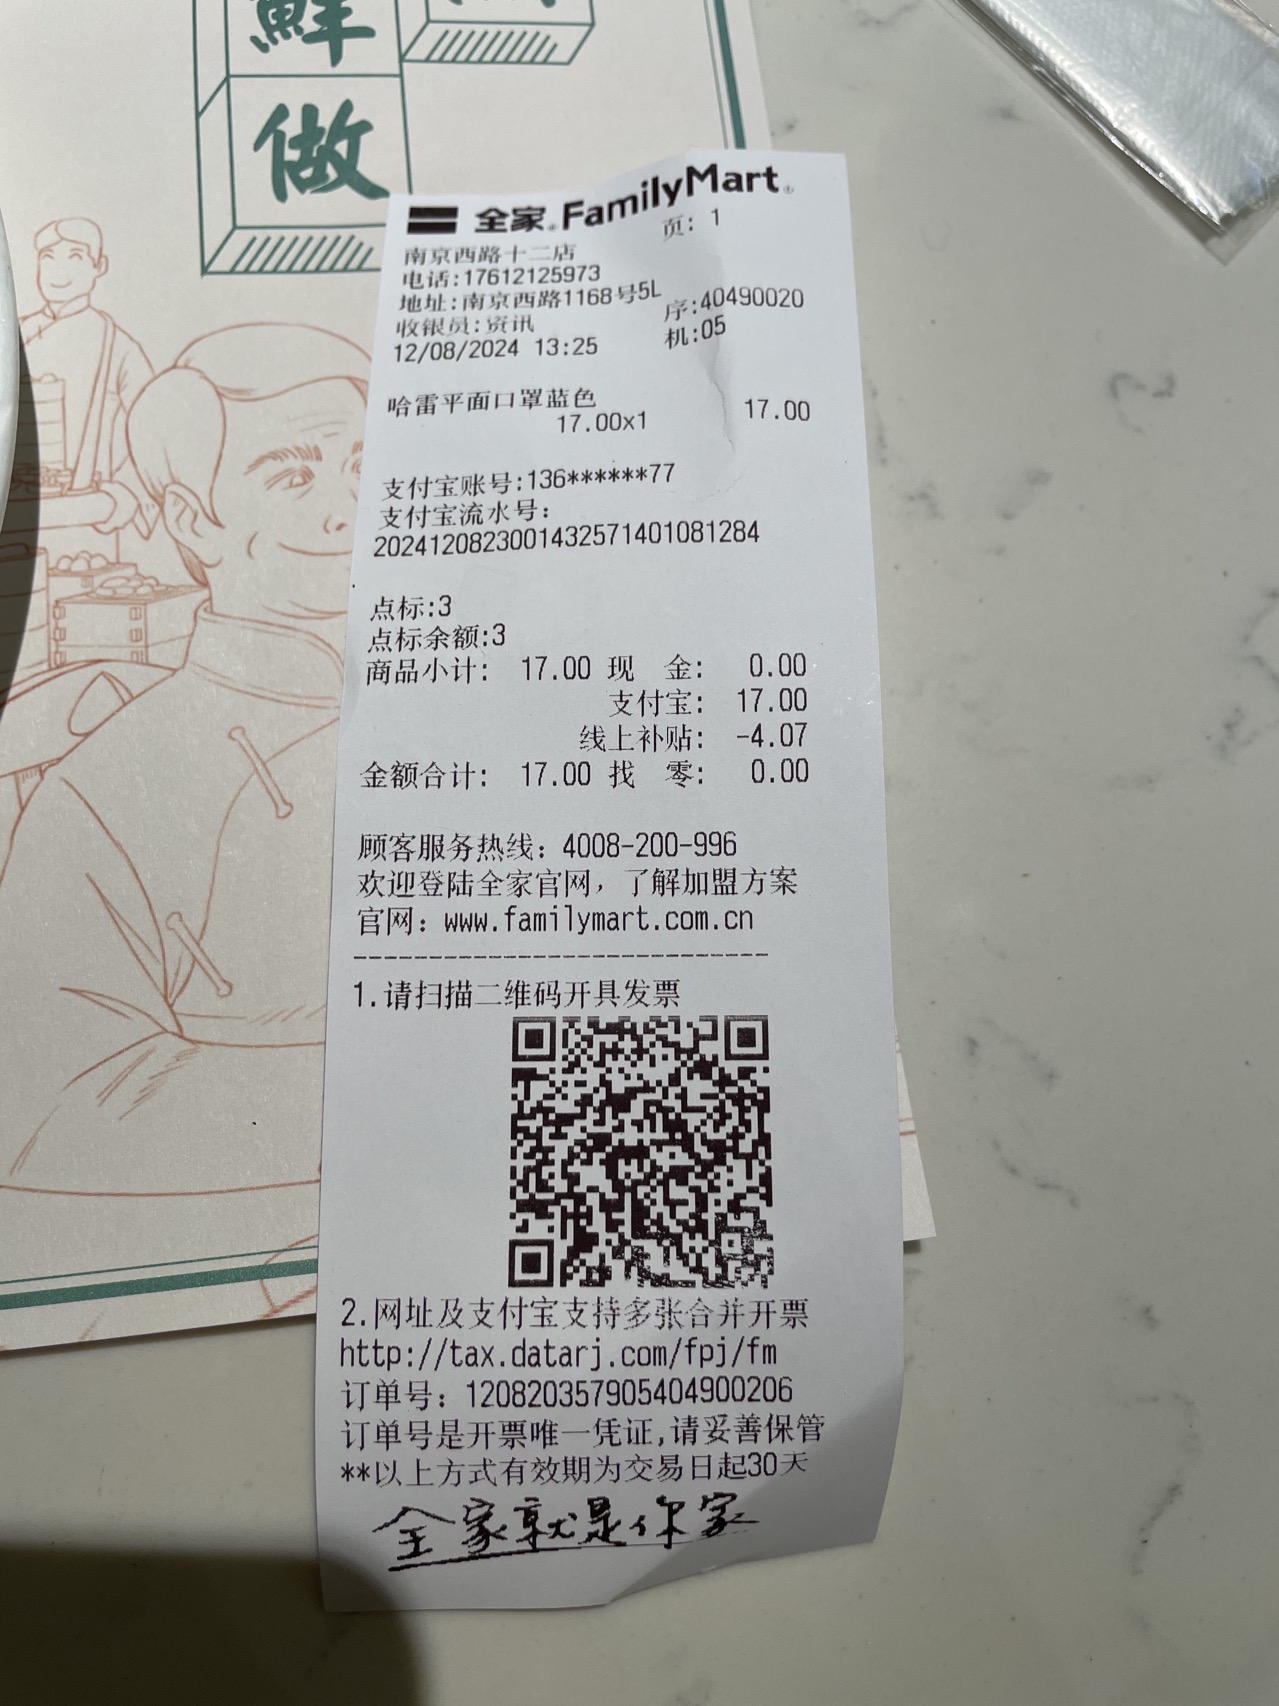 鲜
做
全家 FamilyMart
页: 1
南京西路十二店
电话:17612125973
地址:南京西路1168号5L
序:40490020
收银员:资讯
机:05
12/08/2024 13:25
哈雷平面口罩蓝色
17.00x1 17.00
支付宝账号:136******77
支付宝流水号:
2024120823001432571401081284
点标:3
点标余额:3
商品小计: 17.00 现 金: 0.00
支付宝: 17.00
线上补贴: -4.07
金额合计: 17.00 找 零: 0.00
顾客服务热线: 4008-200-996
欢迎登陆全家官网, 了解加盟方案
官网: www.familymart.com.cn
---------------------------
1.请扫描二维码开具发票
2.网址及支付宝支持多张合并开票
http://tax.datarj.com/fpj/fm
订单号: 120820357905404900206
订单号是开票唯一凭证,请妥善保管
**以上方式有效期为交易日起30天
全家就是你家